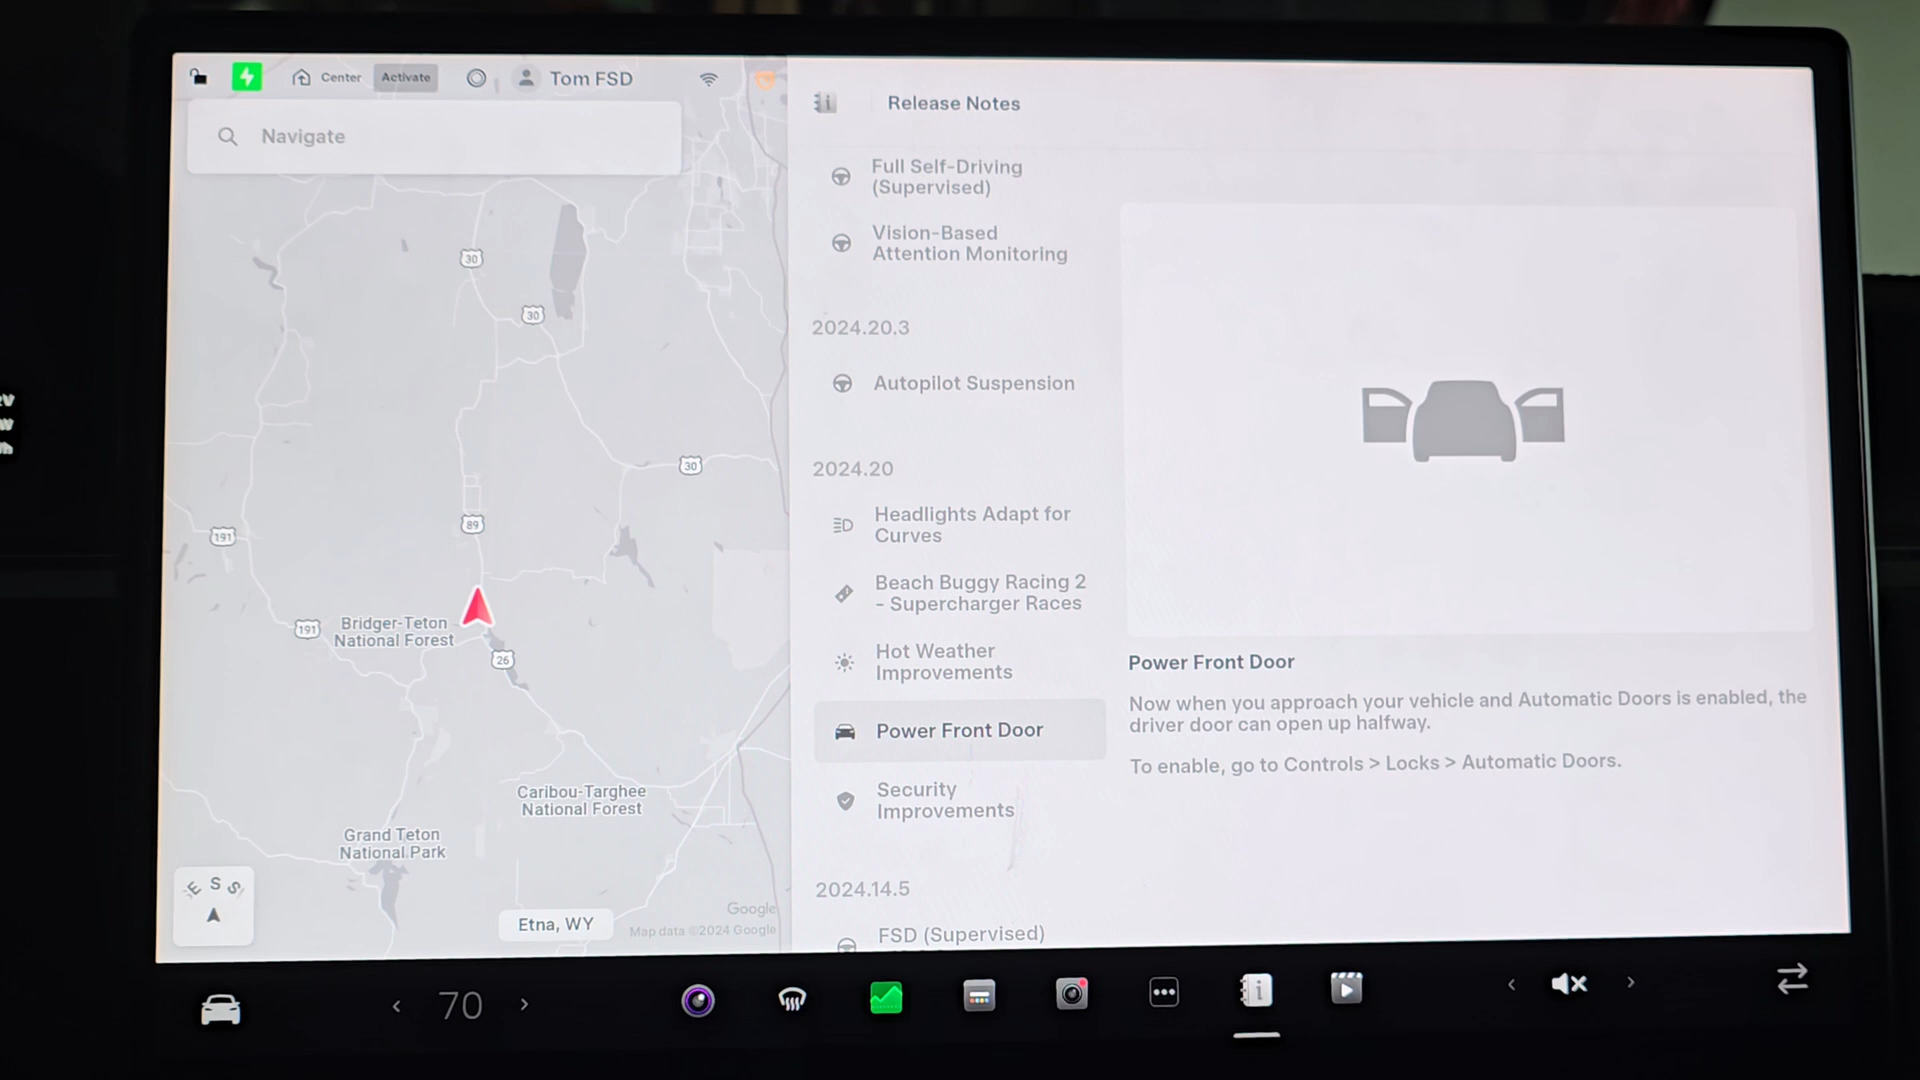 Center
Activate
Tom FSD
Navigate
30
30
30
89
191
191
Bridger-Teton
National Forest
26
Caribou-Targhee
National Forest
Grand Teton
National Park
E S S
Etna, WY
Google
Map data ©2024 Google
Release Notes
Full Self-Driving
(Supervised)
Vision-Based
Attention Monitoring
2024.20.3
Autopilot Suspension
2024.20
Headlights Adapt for
Curves
Beach Buggy Racing 2
- Supercharger Races
Hot Weather
Improvements
Power Front Door
Security
Improvements
2024.14.5
FSD (Supervised)
Power Front Door
Now when you approach your vehicle and Automatic Doors is enabled, the
driver door can open up halfway.
To enable, go to Controls > Locks > Automatic Doors.
< 70 >
< >